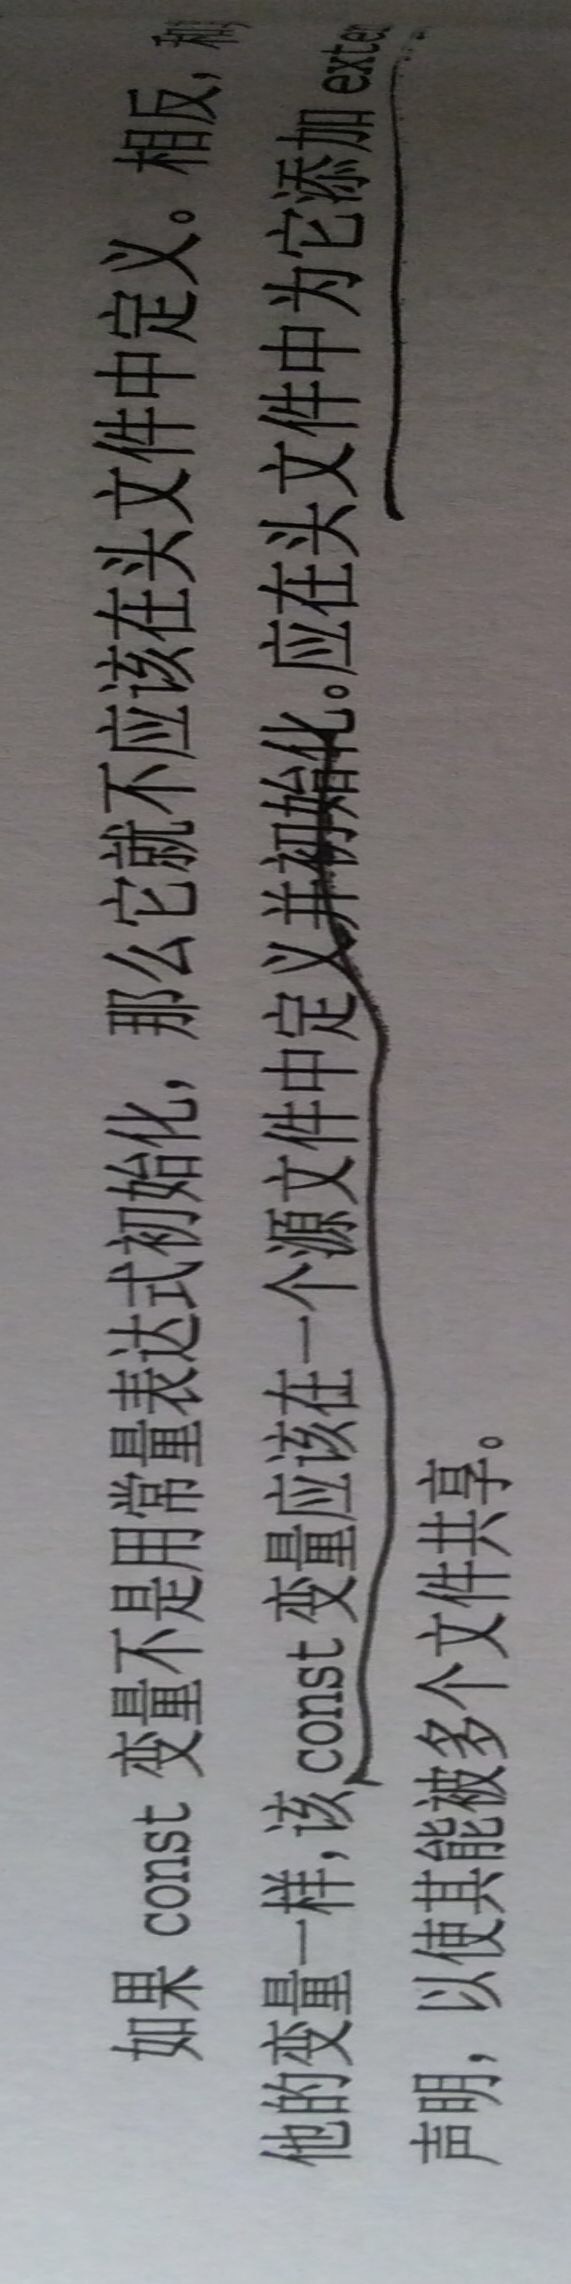 如果 const 变量不是用常量表达式初始化，那么它就不应该在头文件中定义。相反，和
他的变量一样，该 const 变量应该在一个源文件中定义并初始化。应在头文件中为它添加 exter
声明，以使其能被多个文件共享。